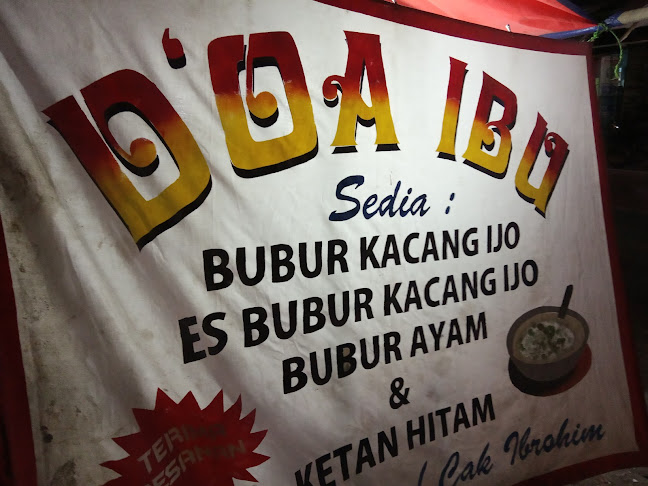 D'OA IBU
Sedia :
BUBUR KACANG IJO
ES BUBUR KACANG IJO
BUBUR AYAM
&
KETAN HITAM
Cak Ibrohim